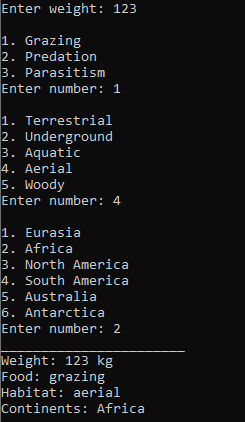 Enter weight: 123
1. Grazing
2. Predation
3. Parasitism
Enter number: 1
1. Terrestrial
2. Underground
3. Aquatic
4. Aerial
5. Woody
Enter number: 4
1. Eurasia
2. Africa
3. North America
4. South America
5. Australia
6. Antarctica
Enter number: 2
_______________________
Weight: 123 kg
Food: grazing
Habitat: aerial
Continents: Africa